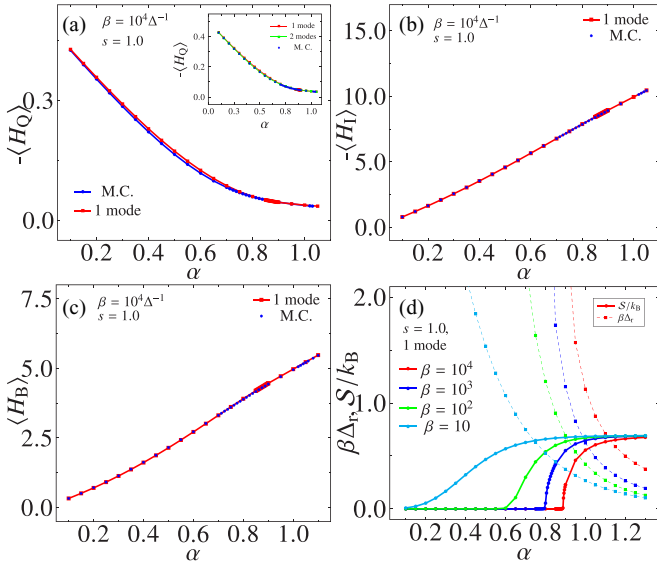 (a)
β = 10⁴Δ⁻¹
s = 1.0
-⟨H_Q⟩
0.3
0.0
M.C.
1 mode
0.2 0.4 0.6 0.8 1.0
α
1 mode
2 modes
M.C.
-⟨H_Q⟩
0.4
0.2
0.0
0.1 0.3 0.5 0.7 0.9 1.1
α
(b)
β = 10⁴Δ⁻¹
s = 1.0
1 mode
M.C.
-⟨H_I⟩
15.0
10.0
5.0
0.0
0.2 0.4 0.6 0.8 1.0
α
(c)
β = 10⁴Δ⁻¹
s = 1.0
1 mode
M.C.
⟨H_B⟩
7.5
5.0
2.5
0.0
0.2 0.4 0.6 0.8 1.0
α
(d)
s = 1.0,
1 mode
β = 10⁴
β = 10³
β = 10²
β = 10
S/k_B
βΔ_r
βΔ_r, S/k_B
2.0
1.0
0.0
0.2 0.4 0.6 0.8 1.0 1.2
α